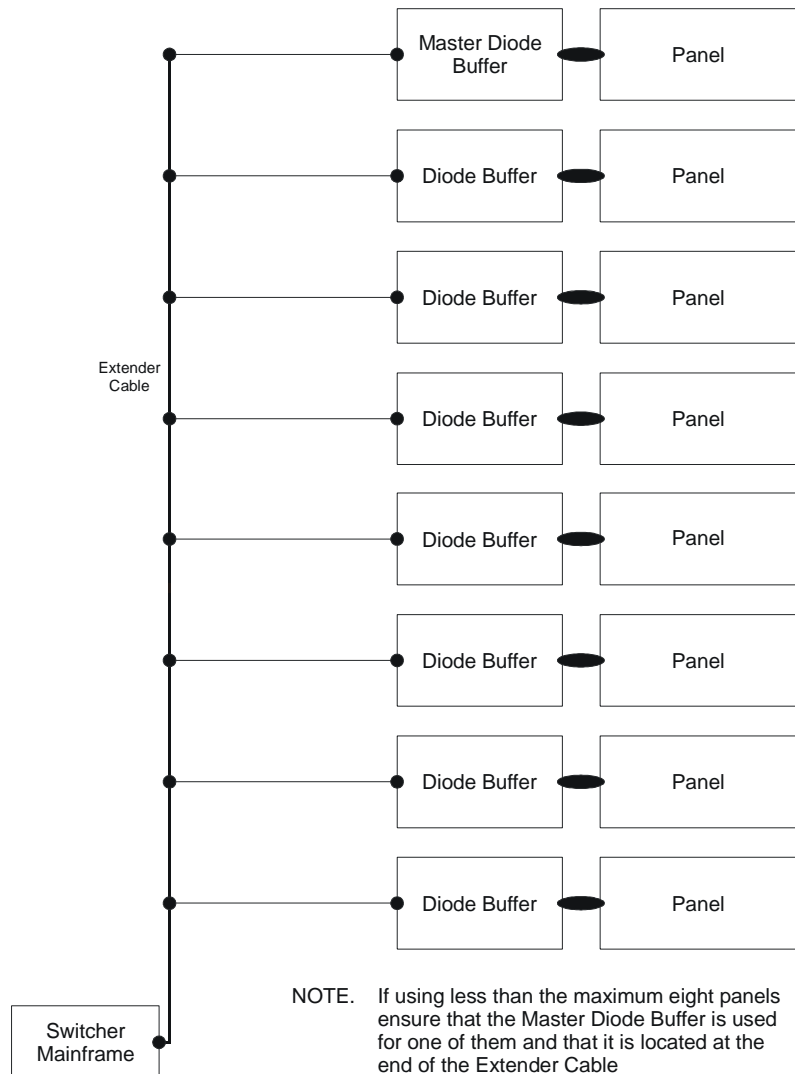 Master Diode
Buffer
Panel
Diode Buffer
Panel
Diode Buffer
Panel
Extender
Cable
Diode Buffer
Panel
Diode Buffer
Panel
Diode Buffer
Panel
Diode Buffer
Panel
Diode Buffer
Panel
Switcher
Mainframe
NOTE. If using less than the maximum eight panels
ensure that the Master Diode Buffer is used
for one of them and that it is located at the
end of the Extender Cable